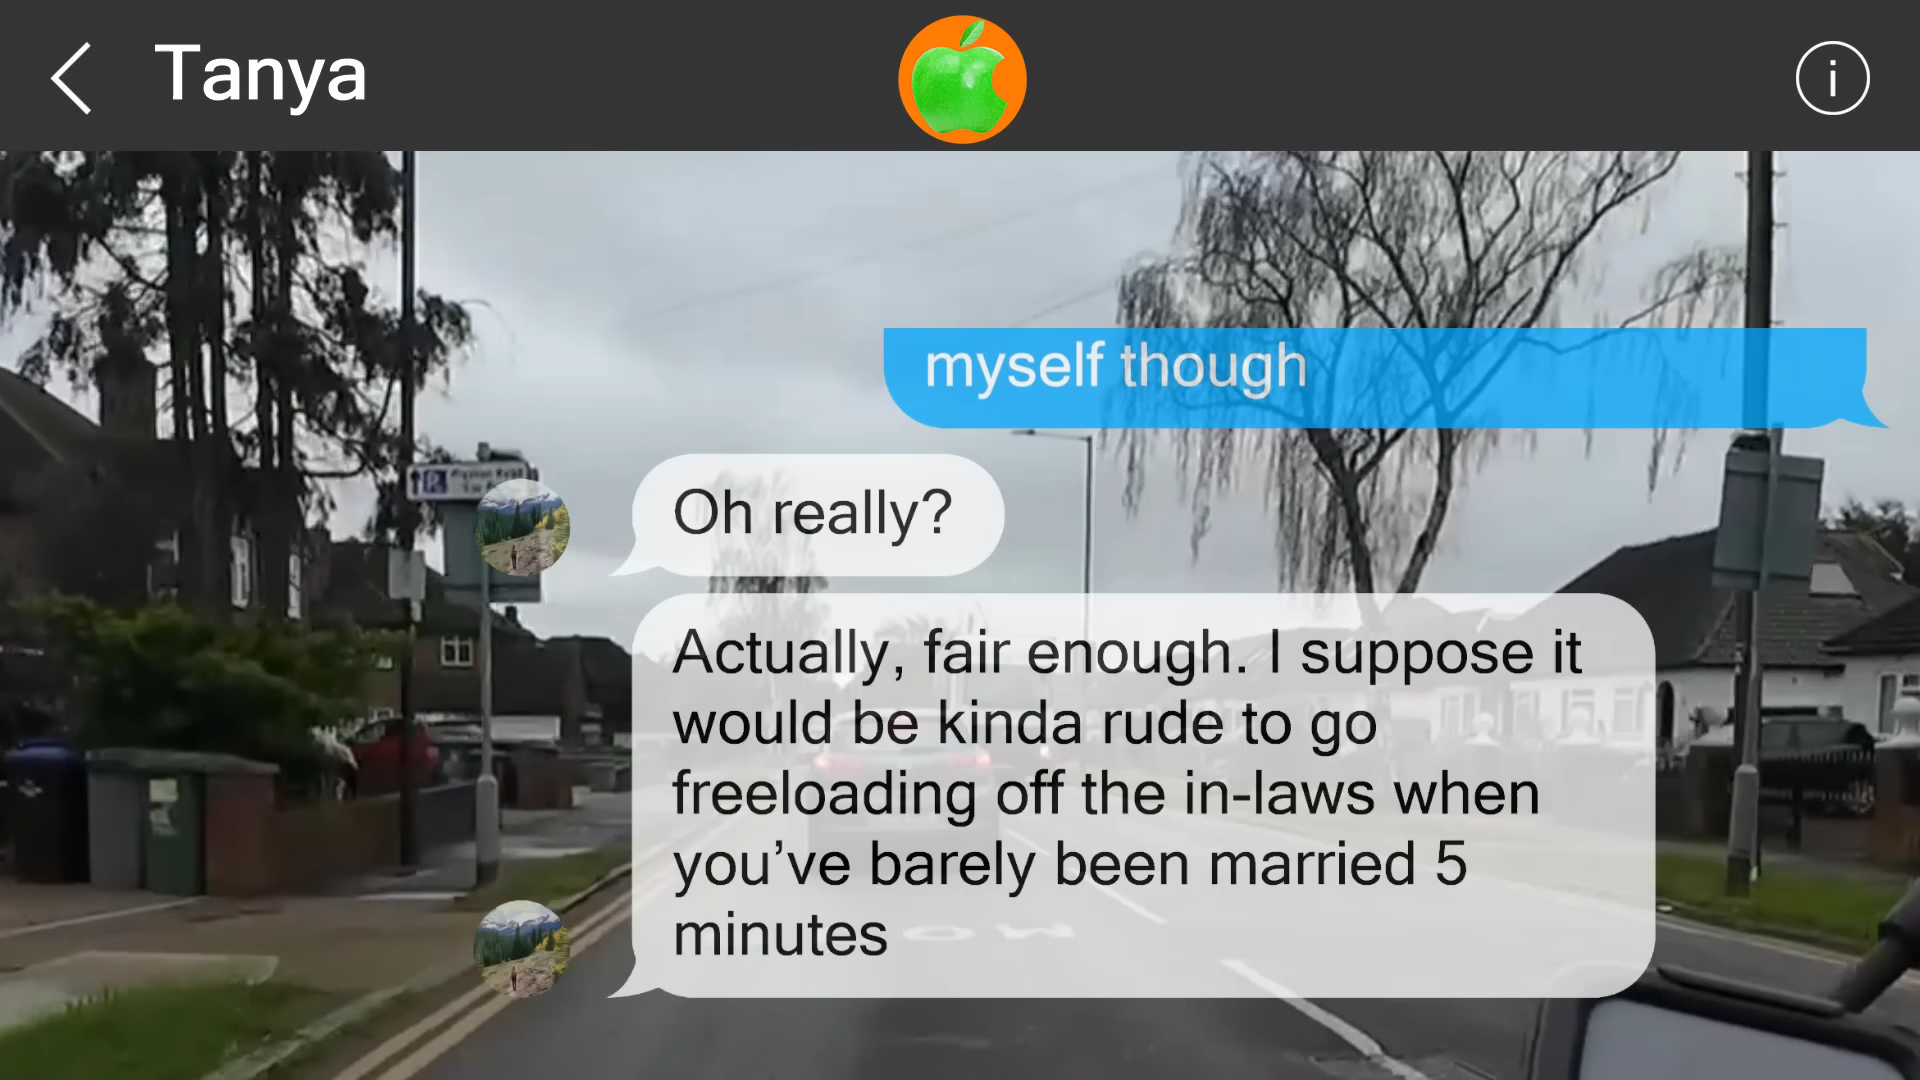 Tanya
i
myself though
Oh really?
Actually, fair enough. I suppose it
would be kinda rude to go
freeloading off the in-laws when
you’ve barely been married 5
minutes